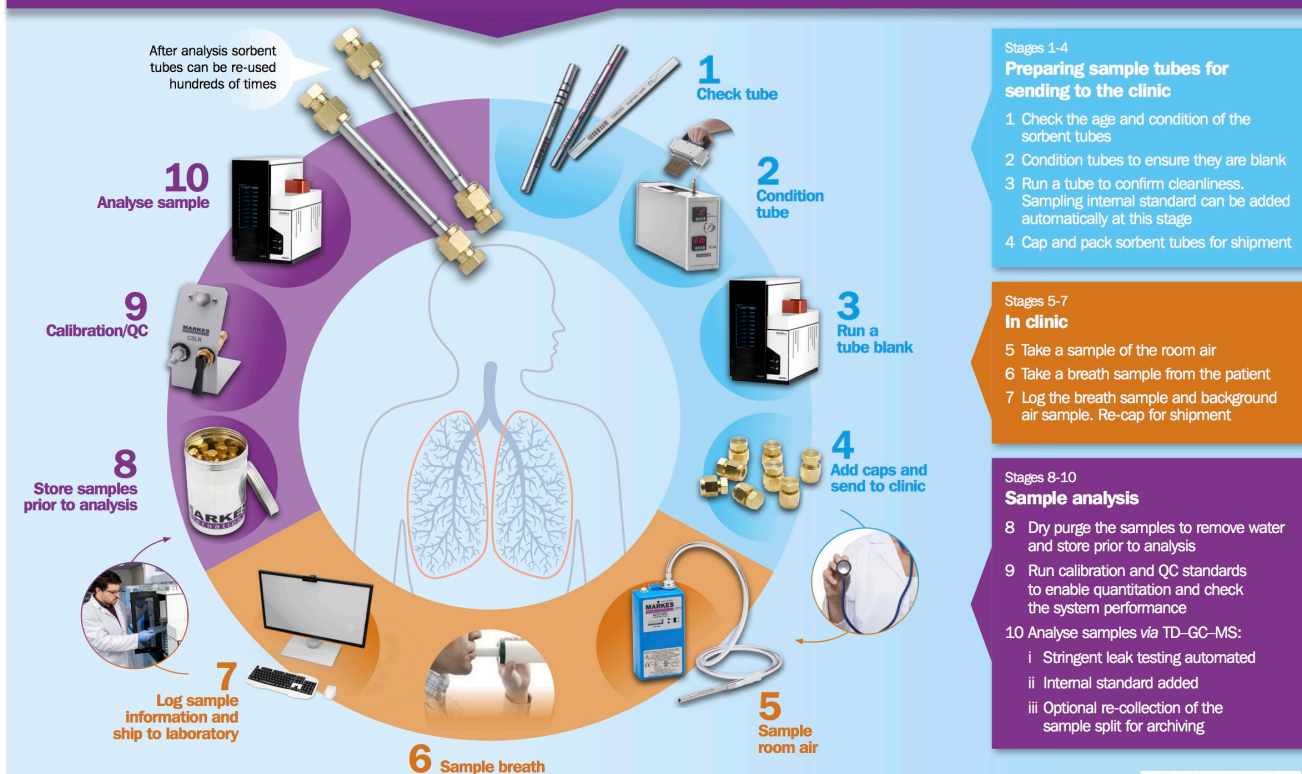 After analysis sorbent
tubes can be re-used
hundreds of times
1
Check tube
2
Condition
tube
3
Run a
tube blank
4
Add caps and
send to clinic
5
Sample
room air
6 Sample breath
7
Log sample
information and
ship to laboratory
8
Store samples
prior to analysis
9
Calibration/QC
10
Analyse sample
MARKES
CSLR
MARKES
Stages 1-4
Preparing sample tubes for
sending to the clinic
1 Check the age and condition of the
sorbent tubes
2 Condition tubes to ensure they are blank
3 Run a tube to confirm cleanliness.
Sampling internal standard can be added
automatically at this stage
4 Cap and pack sorbent tubes for shipment
Stages 5-7
In clinic
5 Take a sample of the room air
6 Take a breath sample from the patient
7 Log the breath sample and background
air sample. Re-cap for shipment
Stages 8-10
Sample analysis
8 Dry purge the samples to remove water
and store prior to analysis
9 Run calibration and QC standards
to enable quantitation and check
the system performance
10 Analyse samples via TD–GC–MS:
i Stringent leak testing automated
ii Internal standard added
iii Optional re-collection of the
sample split for archiving